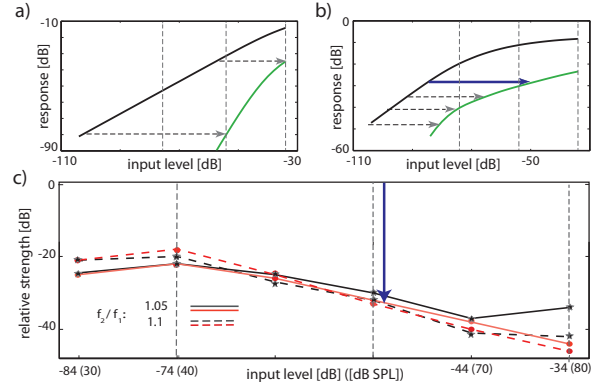 a)
b)
-10
response [dB]
-90
-110
input level [dB]
-30
0
response [dB]
-60
-110
input level [dB]
-50
c)
0
-20
-40
relative strength [dB]
f2/f1:
1.05
1.1
-84 (30)
-74 (40)
input level [dB] ([dB SPL])
-44 (70)
-34 (80)